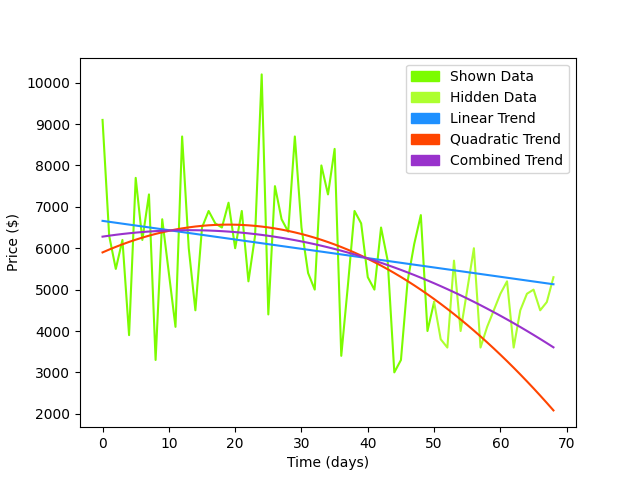 10000
9000
8000
7000
6000
5000
4000
3000
2000
Price ($)
0 10 20 30 40 50 60 70
Time (days)
Shown Data
Hidden Data
Linear Trend
Quadratic Trend
Combined Trend